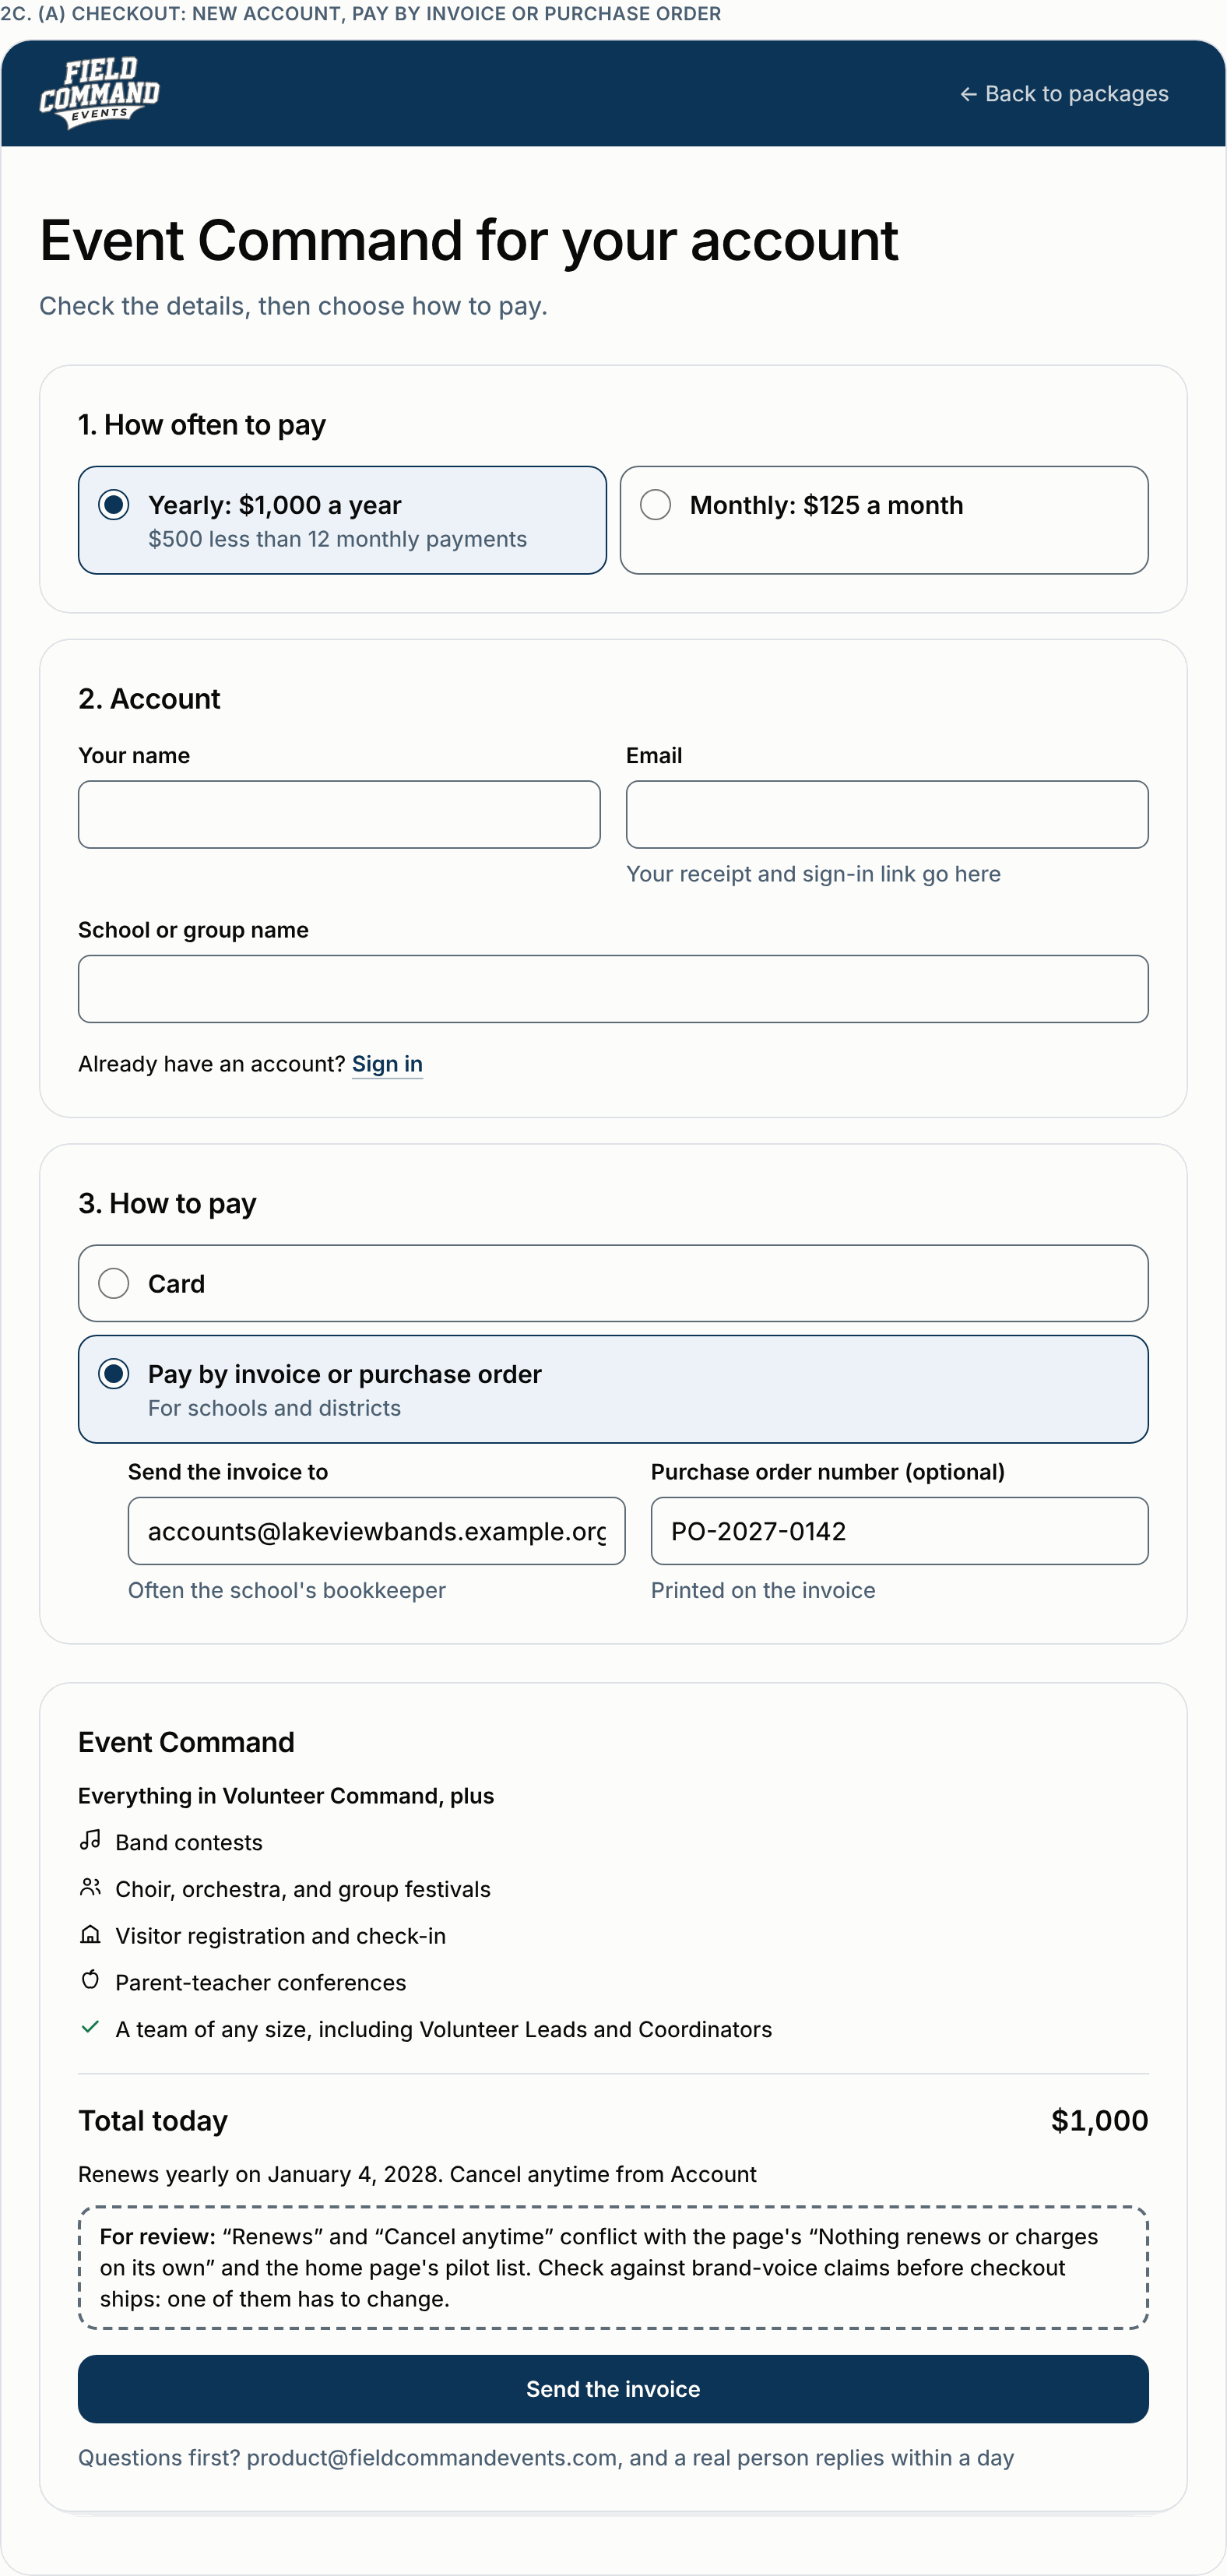 2C. (A) CHECKOUT: NEW ACCOUNT, PAY BY INVOICE OR PURCHASE ORDER
FIELD
COMMAND
EVENTS
← Back to packages
Event Command for your account
Check the details, then choose how to pay.
1. How often to pay
Yearly: $1,000 a year
$500 less than 12 monthly payments
Monthly: $125 a month
2. Account
Your name
Email
Your receipt and sign-in link go here
School or group name
Already have an account? Sign in
3. How to pay
Card
Pay by invoice or purchase order
For schools and districts
Send the invoice to
Purchase order number (optional)
accounts@lakeviewbands.example.org
PO-2027-0142
Often the school's bookkeeper
Printed on the invoice
Event Command
Everything in Volunteer Command, plus
Band contests
Choir, orchestra, and group festivals
Visitor registration and check-in
Parent-teacher conferences
A team of any size, including Volunteer Leads and Coordinators
Total today
$1,000
Renews yearly on January 4, 2028. Cancel anytime from Account
For review: “Renews” and “Cancel anytime” conflict with the page's “Nothing renews or charges
on its own” and the home page's pilot list. Check against brand-voice claims before checkout
ships: one of them has to change.
Send the invoice
Questions first? product@fieldcommandevents.com, and a real person replies within a day